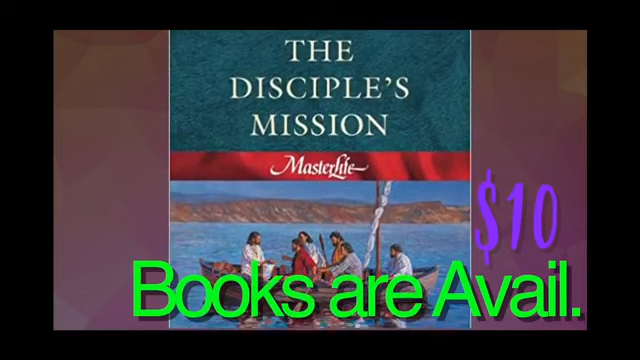 THE
DISCIPLE'S
MISSION
MasterLife
$10
Books are Avail.